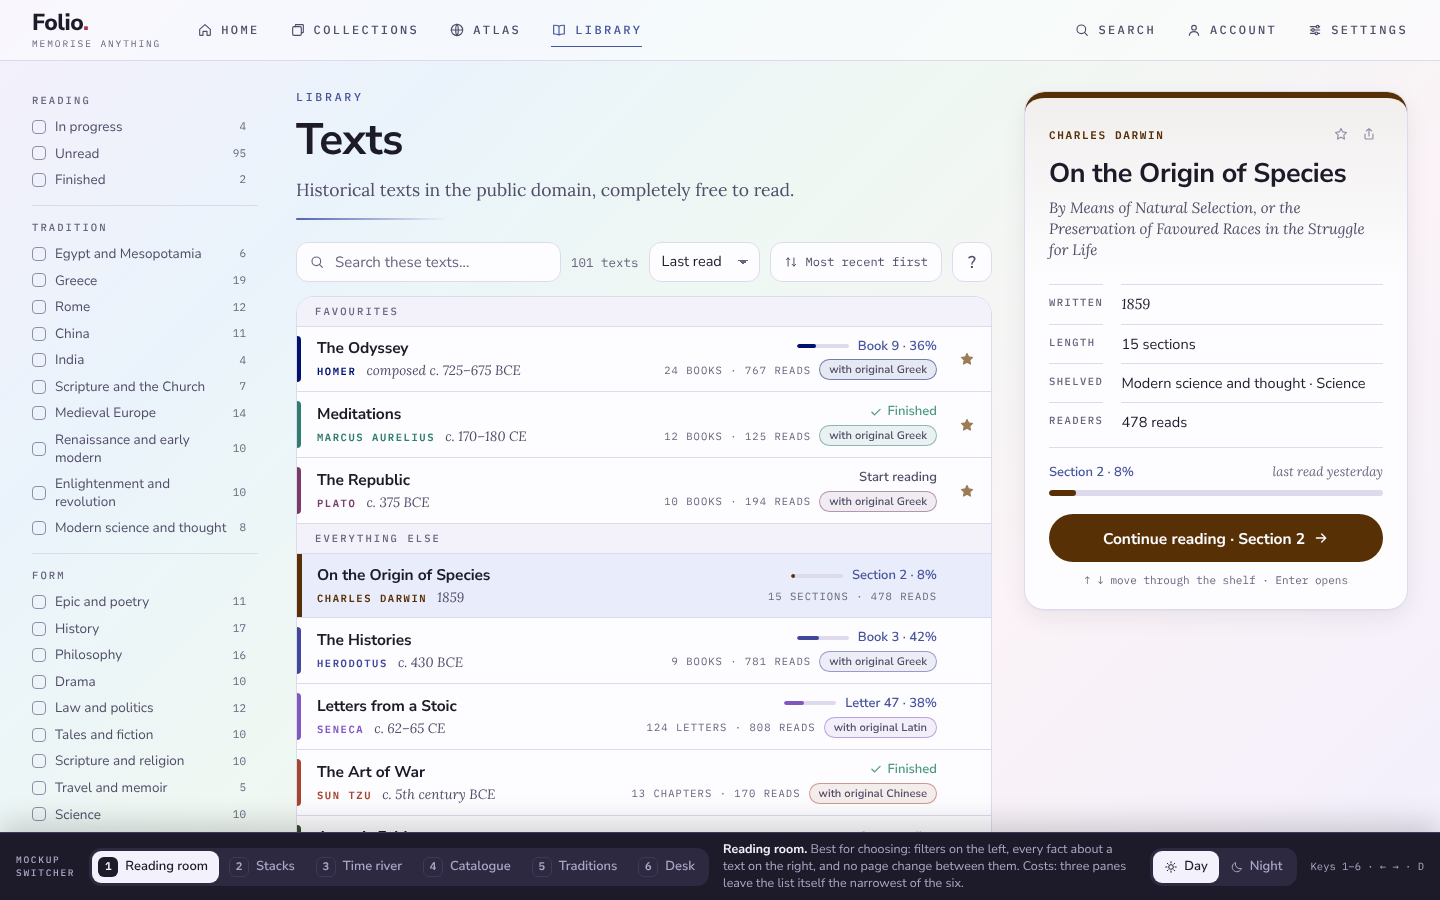 Folio.
MEMORISE ANYTHING
HOME
COLLECTIONS
ATLAS
LIBRARY
SEARCH
ACCOUNT
SETTINGS
READING
In progress 4
Unread 95
Finished 2
TRADITION
Egypt and Mesopotamia 6
Greece 19
Rome 12
China 11
India 4
Scripture and the Church 7
Medieval Europe 14
Renaissance and early
modern 10
Enlightenment and
revolution 10
Modern science and thought 8
FORM
Epic and poetry 11
History 17
Philosophy 16
Drama 10
Law and politics 12
Tales and fiction 10
Scripture and religion 10
Travel and memoir 5
Science 10
LIBRARY
Texts
Historical texts in the public domain, completely free to read.
Search these texts...
101 texts
Last read
Most recent first
?
FAVOURITES
The Odyssey
Book 9 · 36%
HOMER composed c. 725–675 BCE
24 BOOKS · 767 READS with original Greek
Meditations
Finished
MARCUS AURELIUS c. 170–180 CE
12 BOOKS · 125 READS with original Greek
The Republic
Start reading
PLATO c. 375 BCE
10 BOOKS · 194 READS with original Greek
EVERYTHING ELSE
On the Origin of Species
Section 2 · 8%
CHARLES DARWIN 1859
15 SECTIONS · 478 READS
The Histories
Book 3 · 42%
HERODOTUS c. 430 BCE
9 BOOKS · 781 READS with original Greek
Letters from a Stoic
Letter 47 · 38%
SENECA c. 62–65 CE
124 LETTERS · 808 READS with original Latin
The Art of War
Finished
SUN TZU c. 5th century BCE
13 CHAPTERS · 170 READS with original Chinese
CHARLES DARWIN
On the Origin of Species
By Means of Natural Selection, or the
Preservation of Favoured Races in the Struggle
for Life
WRITTEN 1859
LENGTH 15 sections
SHELVED Modern science and thought · Science
READERS 478 reads
Section 2 · 8%
last read yesterday
Continue reading · Section 2 →
↑ ↓ move through the shelf · Enter opens
MOCKUP
SWITCHER
1 Reading room
2 Stacks
3 Time river
4 Catalogue
5 Traditions
6 Desk
Reading room. Best for choosing: filters on the left, every fact about a
text on the right, and no page change between them. Costs: three panes
leave the list itself the narrowest of the six.
Day
Night
Keys 1–6 · ← → · D